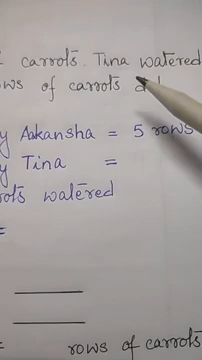 carrots. Tina watered
rows of carrots
by Aakansha = 5 rows
by Tina =
carrots watered
=
= rows of carrots